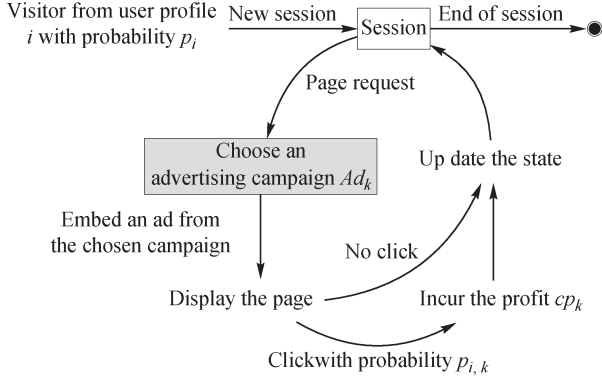 Visitor from user profile
i with probability p_i
New session
Session
End of session
Page request
Choose an
advertising campaign Ad_k
Up date the state
Embed an ad from
the chosen campaign
No click
Display the page
Incur the profit cp_k
Clickwith probability p_{i, k}